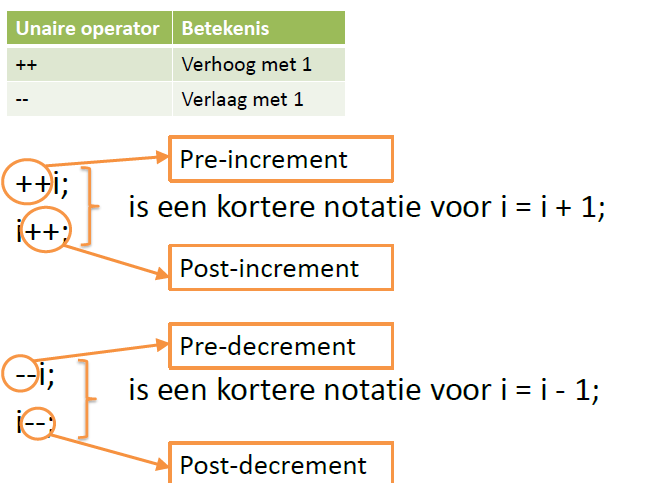 Unaire operator Betekenis
++ Verhoog met 1
-- Verlaag met 1
Pre-increment
++i;
is een kortere notatie voor i = i + 1;
i++;
Post-increment
Pre-decrement
--i;
is een kortere notatie voor i = i - 1;
i--;
Post-decrement